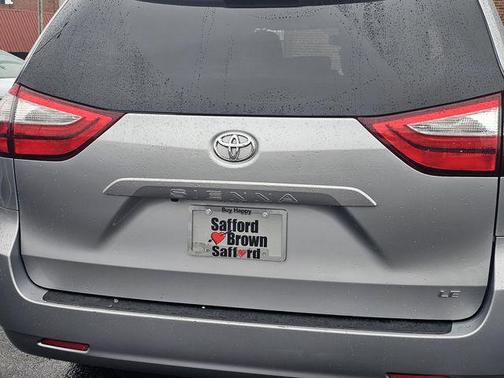 SIENNA
Buy Happy
Safford
Brown
Safford
LE